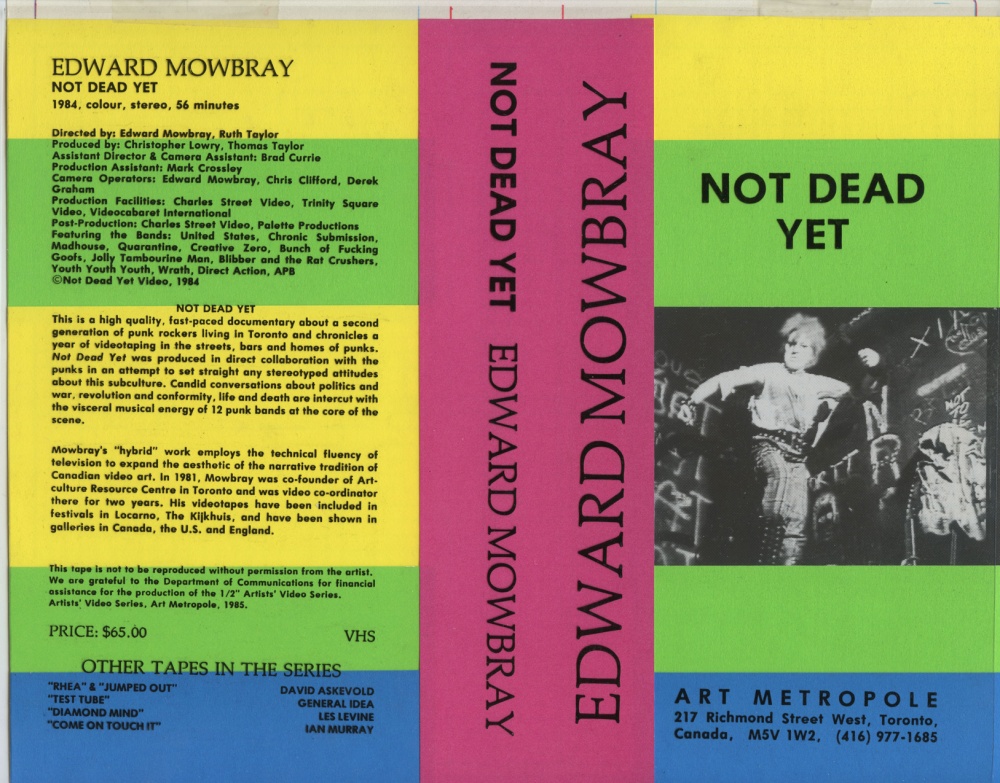 EDWARD MOWBRAY
NOT DEAD YET
1984, colour, stereo, 56 minutes
Directed by: Edward Mowbray, Ruth Taylor
Produced by: Christopher Lowry, Thomas Taylor
Assistant Director & Camera Assistant: Brad Currie
Production Assistant: Mark Crossley
Camera Operators: Edward Mowbray, Chris Clifford, Derek
Graham
Production Facilities: Charles Street Video, Trinity Square
Video, Videocabaret International
Post-Production: Charles Street Video, Palette Productions
Featuring the Bands: United States, Chronic Submission,
Madhouse, Quarantine, Creative Zero, Bunch of Fucking
Goofs, Jolly Tambourine Man, Blibber and the Rat Crushers,
Youth Youth Youth, Wrath, Direct Action, APB
©Not Dead Yet Video, 1984
NOT DEAD YET
This is a high quality, fast-paced documentary about a second
generation of punk rockers living in Toronto and chronicles a
year of videotaping in the streets, bars and homes of punks.
Not Dead Yet was produced in direct collaboration with the
punks in an attempt to set straight any stereotyped attitudes
about this subculture. Candid conversations about politics and
war, revolution and conformity, life and death are intercut with
the visceral musical energy of 12 punk bands at the core of the
scene.
Mowbray's "hybrid" work employs the technical fluency of
television to expand the aesthetic of the narrative tradition of
Canadian video art. In 1981, Mowbray was co-founder of Art-
culture Resource Centre in Toronto and was video co-ordinator
there for two years. His videotapes have been included in
festivals in Locarno, The Kijkhuis, and have been shown in
galleries in Canada, the U.S. and England.
This tape is not to be reproduced without permission from the artist.
We are grateful to the Department of Communications for financial
assistance for the production of the 1/2" Artists' Video Series.
Artists' Video Series, Art Metropole, 1985.
PRICE: $65.00 VHS
OTHER TAPES IN THE SERIES
"RHEA" & "JUMPED OUT" DAVID ASKEVOLD
"TEST TUBE" GENERAL IDEA
"DIAMOND MIND" LES LEVINE
"COME ON TOUCH IT" IAN MURRAY
NOT DEAD YET EDWARD MOWBRAY
EDWARD MOWBRAY
NOT DEAD
YET
NOT
TO
ART METROPOLE
217 Richmond Street West, Toronto,
Canada, M5V 1W2, (416) 977-1685